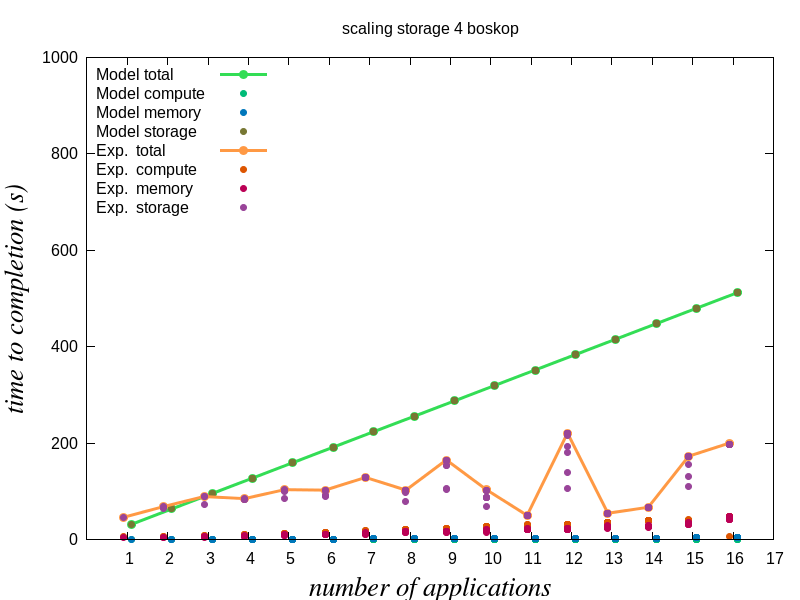 scaling storage 4 boskop
1000
800
600
400
200
0
time to completion (s)
Model total
Model compute
Model memory
Model storage
Exp. total
Exp. compute
Exp. memory
Exp. storage
1 2 3 4 5 6 7 8 9 10 11 12 13 14 15 16 17
number of applications